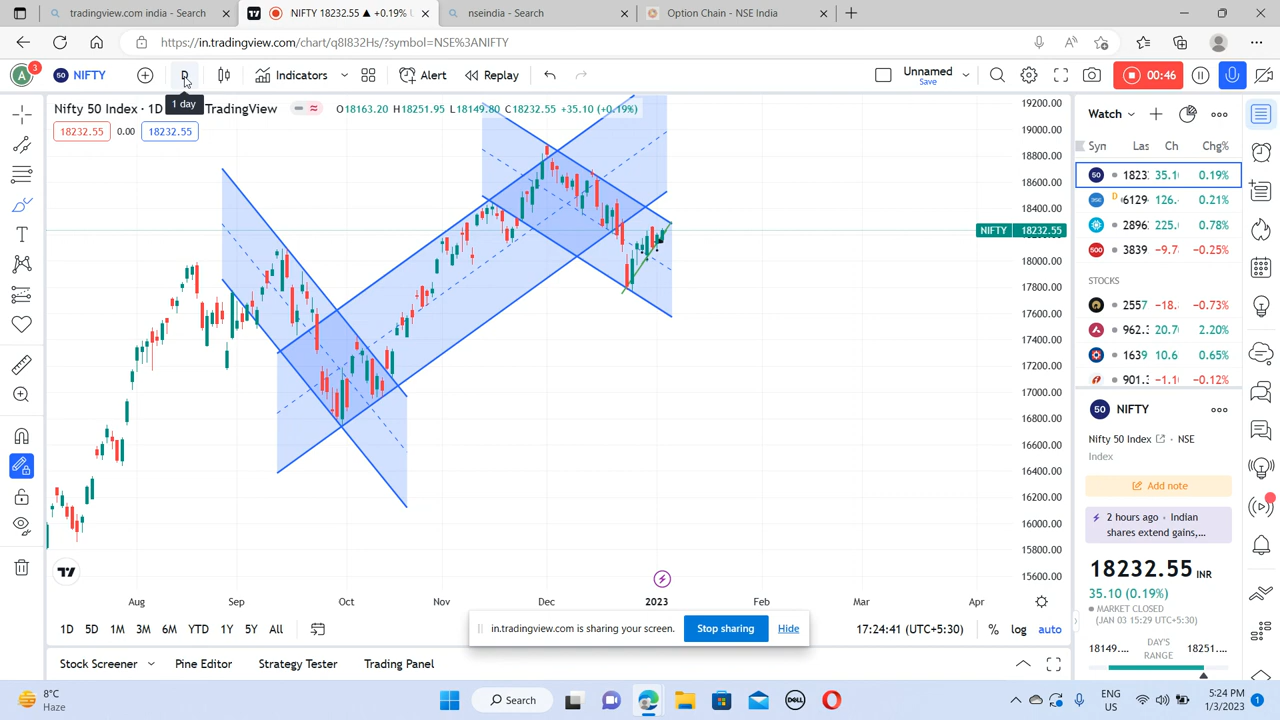 tradingview.com india - Search
NIFTY 18232.55 ▲ +0.19%
nseindia - Search
Option Chain - NSE India
https://in.tradingview.com/chart/q8I832Hs/?symbol=NSE%3ANIFTY
A 3
50 NIFTY
D
Indicators
Alert
Replay
Unnamed
Save
00:46
1 day
Nifty 50 Index · 1D
TradingView
O18163.20 H18251.95 L18149.80 C18232.55 +35.10 (+0.19%)
18232.55 0.00 18232.55
19200.00
19000.00
18800.00
18600.00
18400.00
NIFTY 18232.55
18000.00
17800.00
17600.00
17400.00
17200.00
17000.00
16800.00
16600.00
16400.00
16200.00
16000.00
15800.00
15600.00
Aug Sep Oct Nov Dec 2023 Feb Mar Apr
1D 5D 1M 3M 6M YTD 1Y 5Y All
in.tradingview.com is sharing your screen. Stop sharing Hide
17:24:41 (UTC+5:30) % log auto
Stock Screener Pine Editor Strategy Tester Trading Panel
Watch
Syn Las Ch Chg%
50 1823 35.10 0.19%
D 6129 126. 0.21%
2896 225. 0.78%
500 3839 -9.7 -0.25%
STOCKS
2557 -18. -0.73%
962. 20.7 2.20%
1639 10.6 0.65%
901. -1.10 -0.12%
50 NIFTY
Nifty 50 Index · NSE
Index
Add note
2 hours ago · Indian
shares extend gains,...
18232.55 INR
35.10 (0.19%)
MARKET CLOSED
(JAN 03 15:29 UTC+5:30)
18149... DAY'S RANGE 18251...
8°C
Haze
Search
DELL
ENG
US
5:24 PM
1/3/2023
1